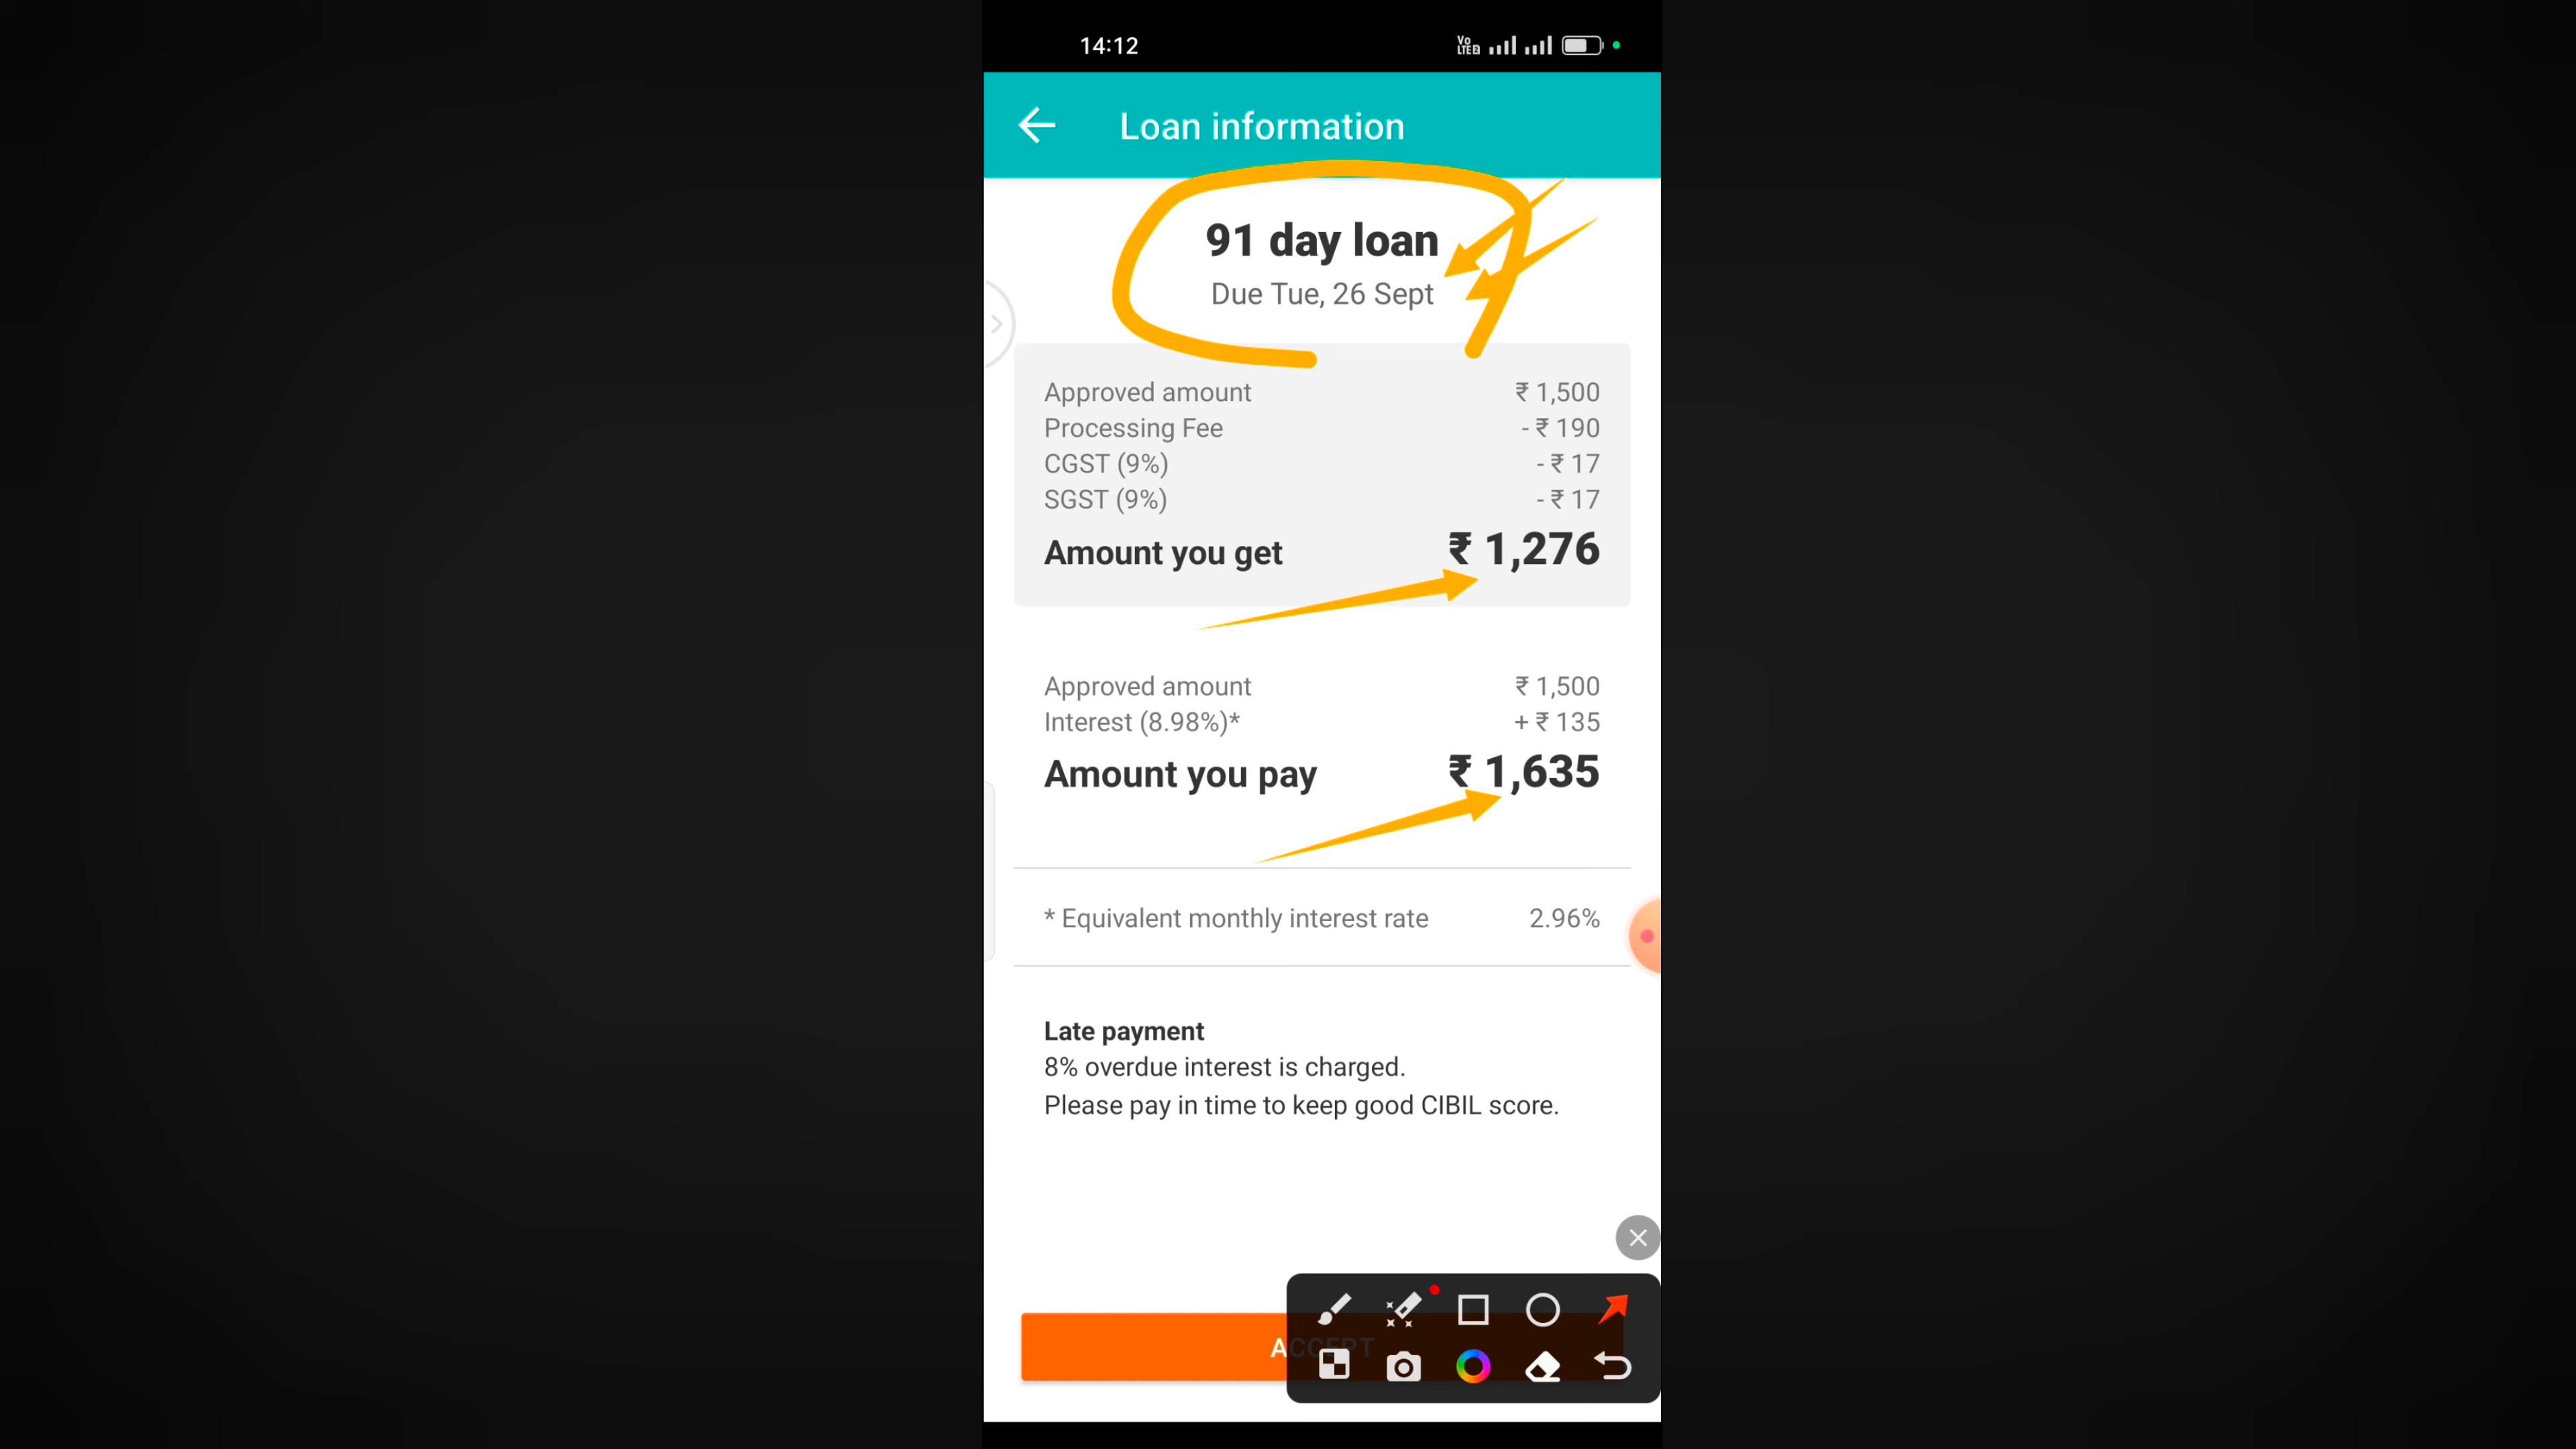 14:12
Vo
LTE2
Loan information
91 day loan
Due Tue, 26 Sept
Approved amount ₹ 1,500
Processing Fee - ₹ 190
CGST (9%) - ₹ 17
SGST (9%) - ₹ 17
Amount you get ₹ 1,276
Approved amount ₹ 1,500
Interest (8.98%)* + ₹ 135
Amount you pay ₹ 1,635
* Equivalent monthly interest rate 2.96%
Late payment
8% overdue interest is charged.
Please pay in time to keep good CIBIL score.
ACCEPT